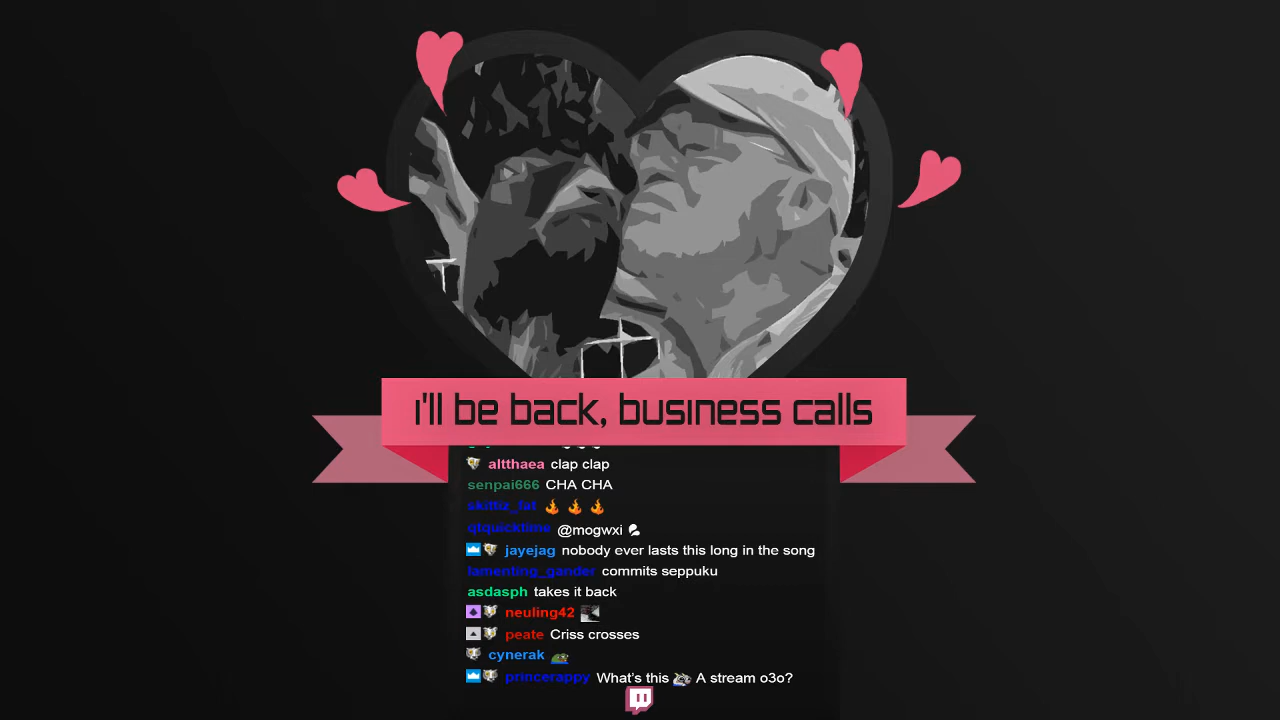 i'll be back, business calls
altthaea clap clap
senpai666 CHA CHA
skittiz_fat
qtquicktime @mogwxi
jayejag nobody ever lasts this long in the song
lamenting_gander commits seppuku
asdasph takes it back
neuling42
peate Criss crosses
cynerak
princerappy What's this A stream o3o?